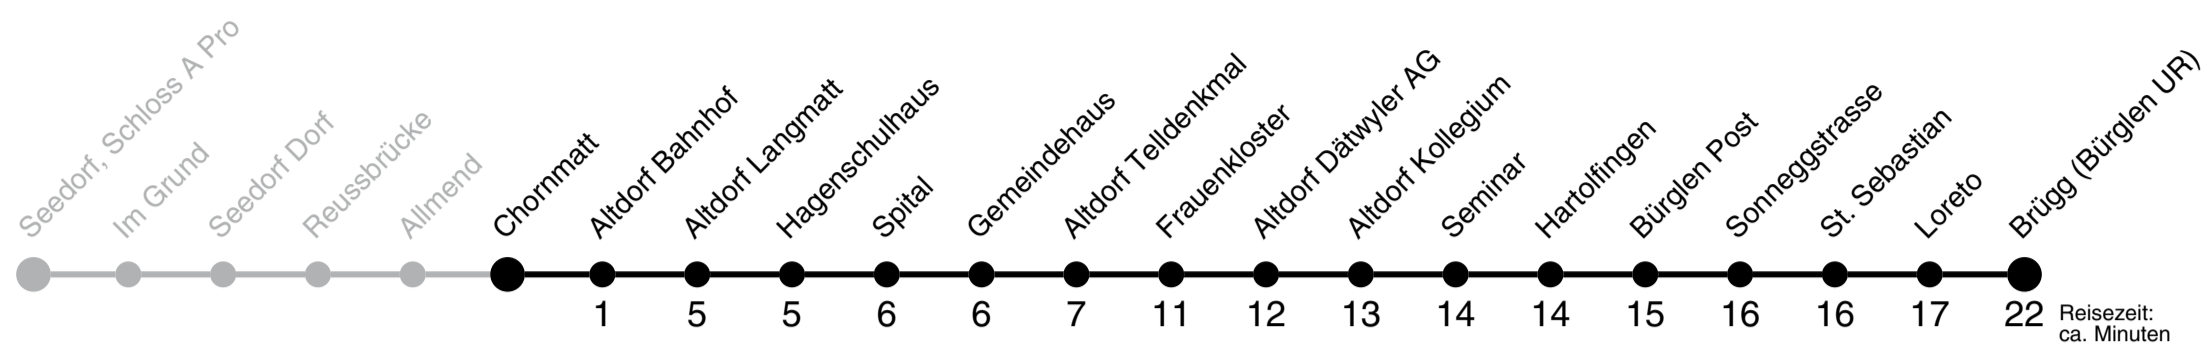 Seedorf, Schloss A Pro
Im Grund
Seedorf Dorf
Reussbrücke
Allmend
Chornmatt
Altdorf Bahnhof
Altdorf Langmatt
Hagenschulhaus
Spital
Gemeindehaus
Altdorf Telldenkmal
Frauenkloster
Altdorf Dätwyler AG
Altdorf Kollegium
Seminar
Hartolfingen
Bürglen Post
Sonneggstrasse
St. Sebastian
Loreto
Brügg (Bürglen UR)
1 5 5 6 6 7 11 12 13 14 14 15 16 16 17 22
Reisezeit:
ca. Minuten